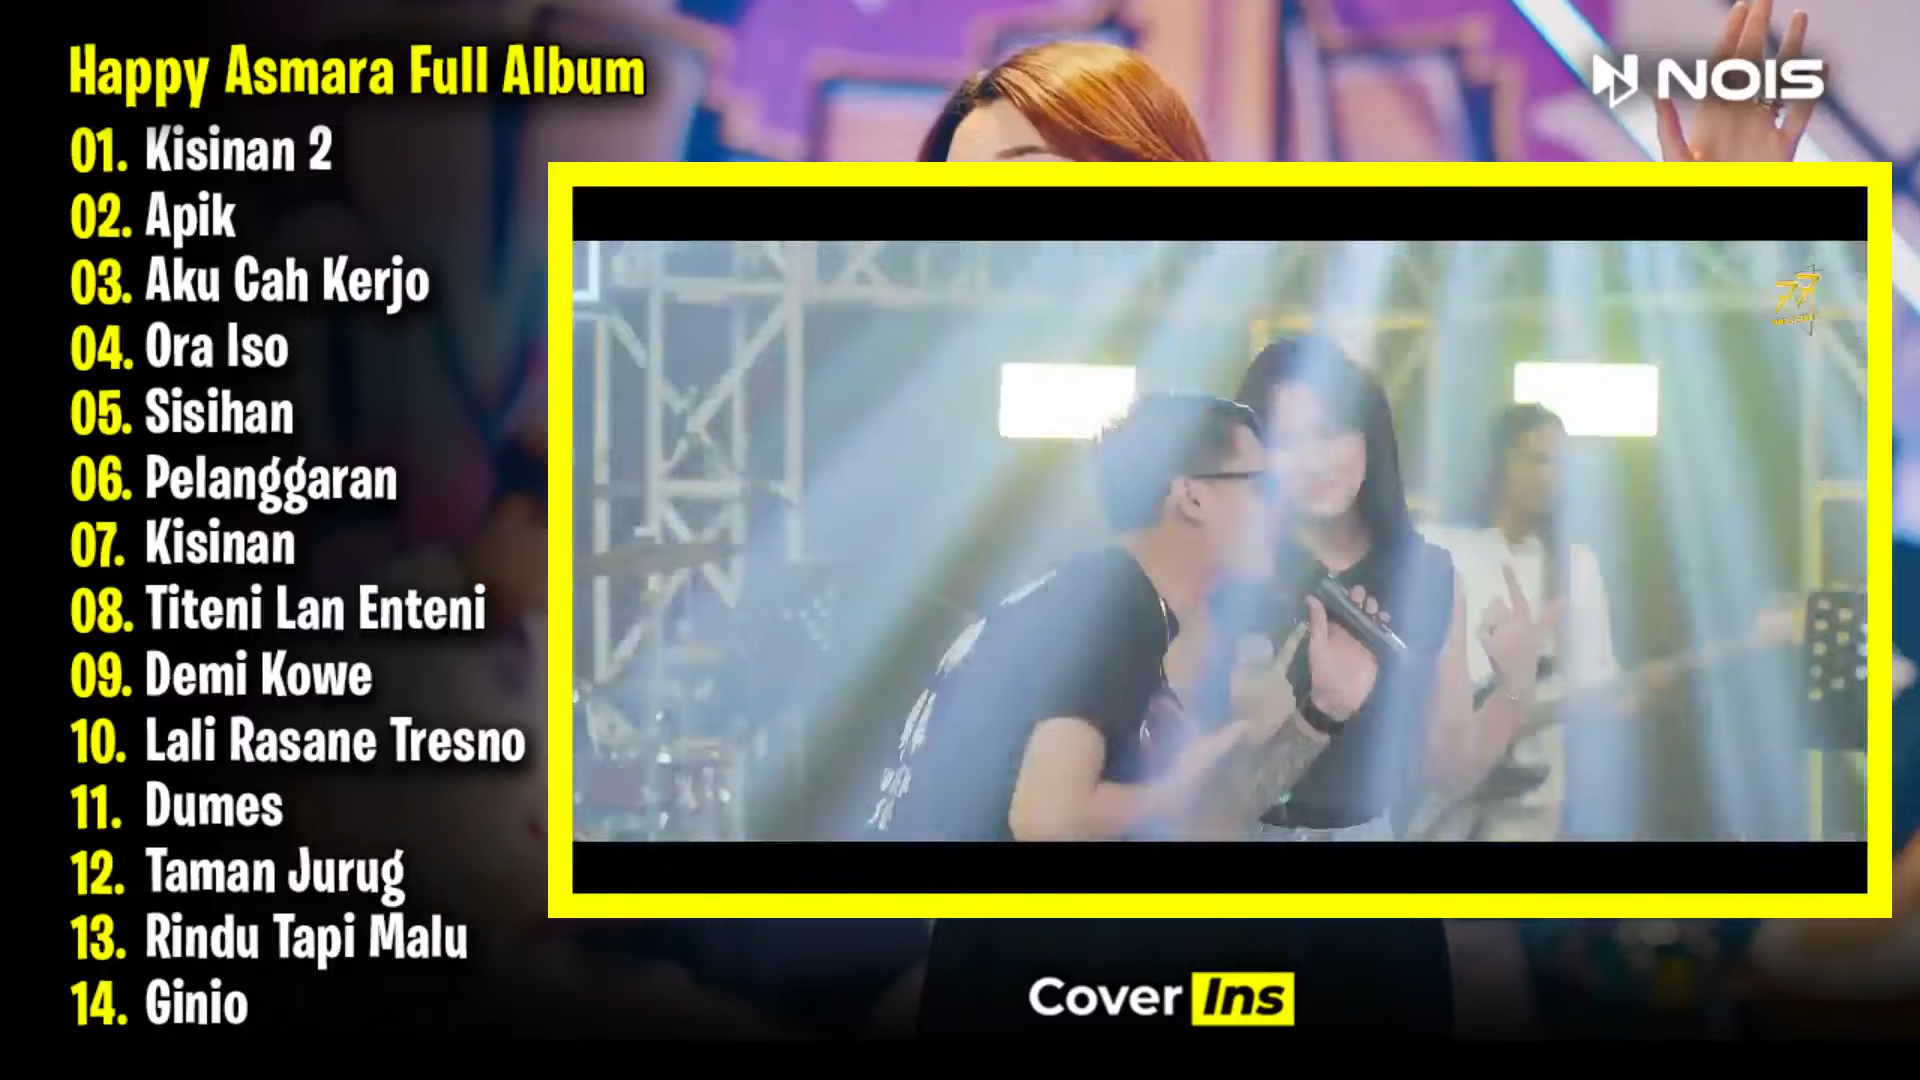 Happy Asmara Full Album
01. Kisinan 2
02. Apik
03. Aku Cah Kerjo
04. Ora Iso
05. Sisihan
06. Pelanggaran
07. Kisinan
08. Titeni Lan Enteni
09. Demi Kowe
10. Lali Rasane Tresno
11. Dumes
12. Taman Jurug
13. Rindu Tapi Malu
14. Ginio
NOIS
77
Cover Ins